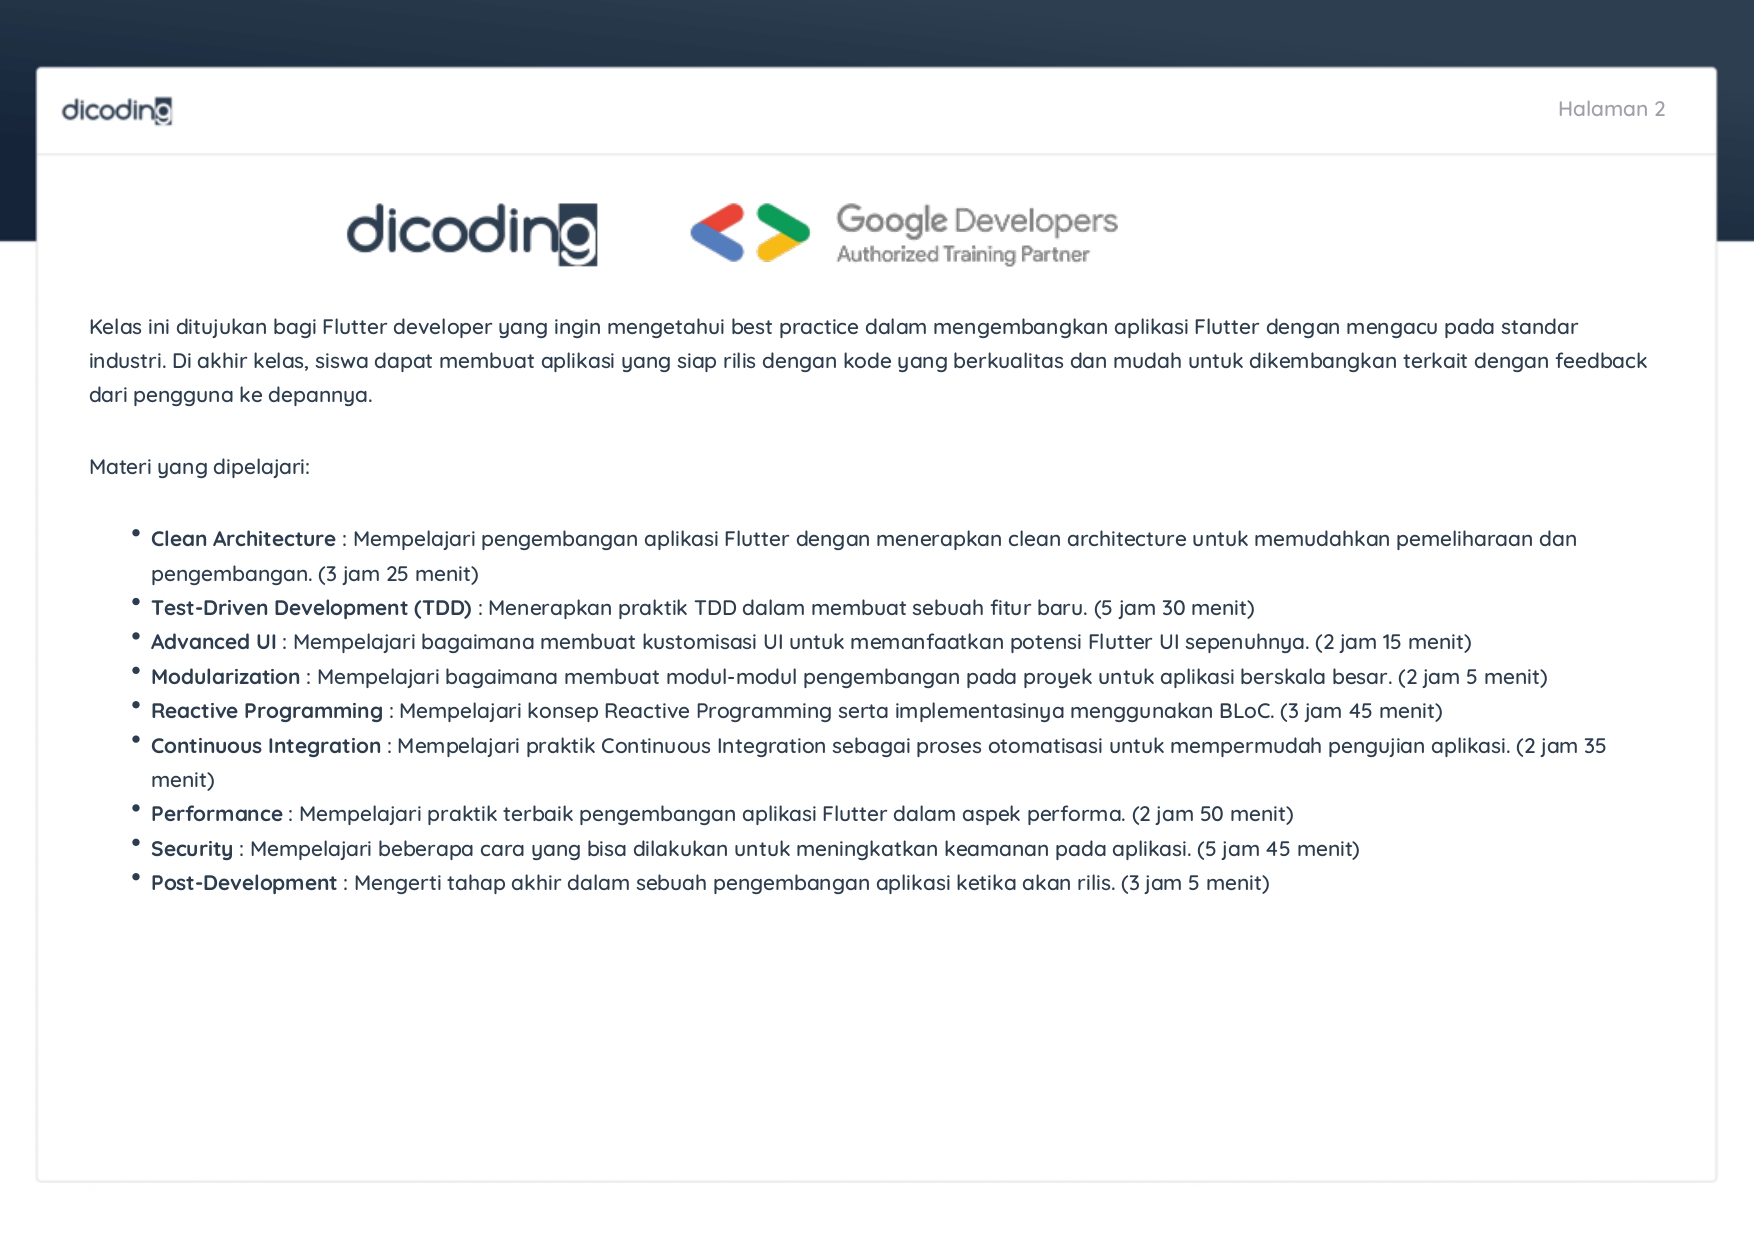 dicoding
Halaman 2
dicoding
Google Developers
Authorized Training Partner
Kelas ini ditujukan bagi Flutter developer yang ingin mengetahui best practice dalam mengembangkan aplikasi Flutter dengan mengacu pada standar
industri. Di akhir kelas, siswa dapat membuat aplikasi yang siap rilis dengan kode yang berkualitas dan mudah untuk dikembangkan terkait dengan feedback
dari pengguna ke depannya.
Materi yang dipelajari:
• Clean Architecture : Mempelajari pengembangan aplikasi Flutter dengan menerapkan clean architecture untuk memudahkan pemeliharaan dan
pengembangan. (3 jam 25 menit)
• Test-Driven Development (TDD) : Menerapkan praktik TDD dalam membuat sebuah fitur baru. (5 jam 30 menit)
• Advanced UI : Mempelajari bagaimana membuat kustomisasi UI untuk memanfaatkan potensi Flutter UI sepenuhnya. (2 jam 15 menit)
• Modularization : Mempelajari bagaimana membuat modul-modul pengembangan pada proyek untuk aplikasi berskala besar. (2 jam 5 menit)
• Reactive Programming : Mempelajari konsep Reactive Programming serta implementasinya menggunakan BLoC. (3 jam 45 menit)
• Continuous Integration : Mempelajari praktik Continuous Integration sebagai proses otomatisasi untuk mempermudah pengujian aplikasi. (2 jam 35
menit)
• Performance : Mempelajari praktik terbaik pengembangan aplikasi Flutter dalam aspek performa. (2 jam 50 menit)
• Security : Mempelajari beberapa cara yang bisa dilakukan untuk meningkatkan keamanan pada aplikasi. (5 jam 45 menit)
• Post-Development : Mengerti tahap akhir dalam sebuah pengembangan aplikasi ketika akan rilis. (3 jam 5 menit)